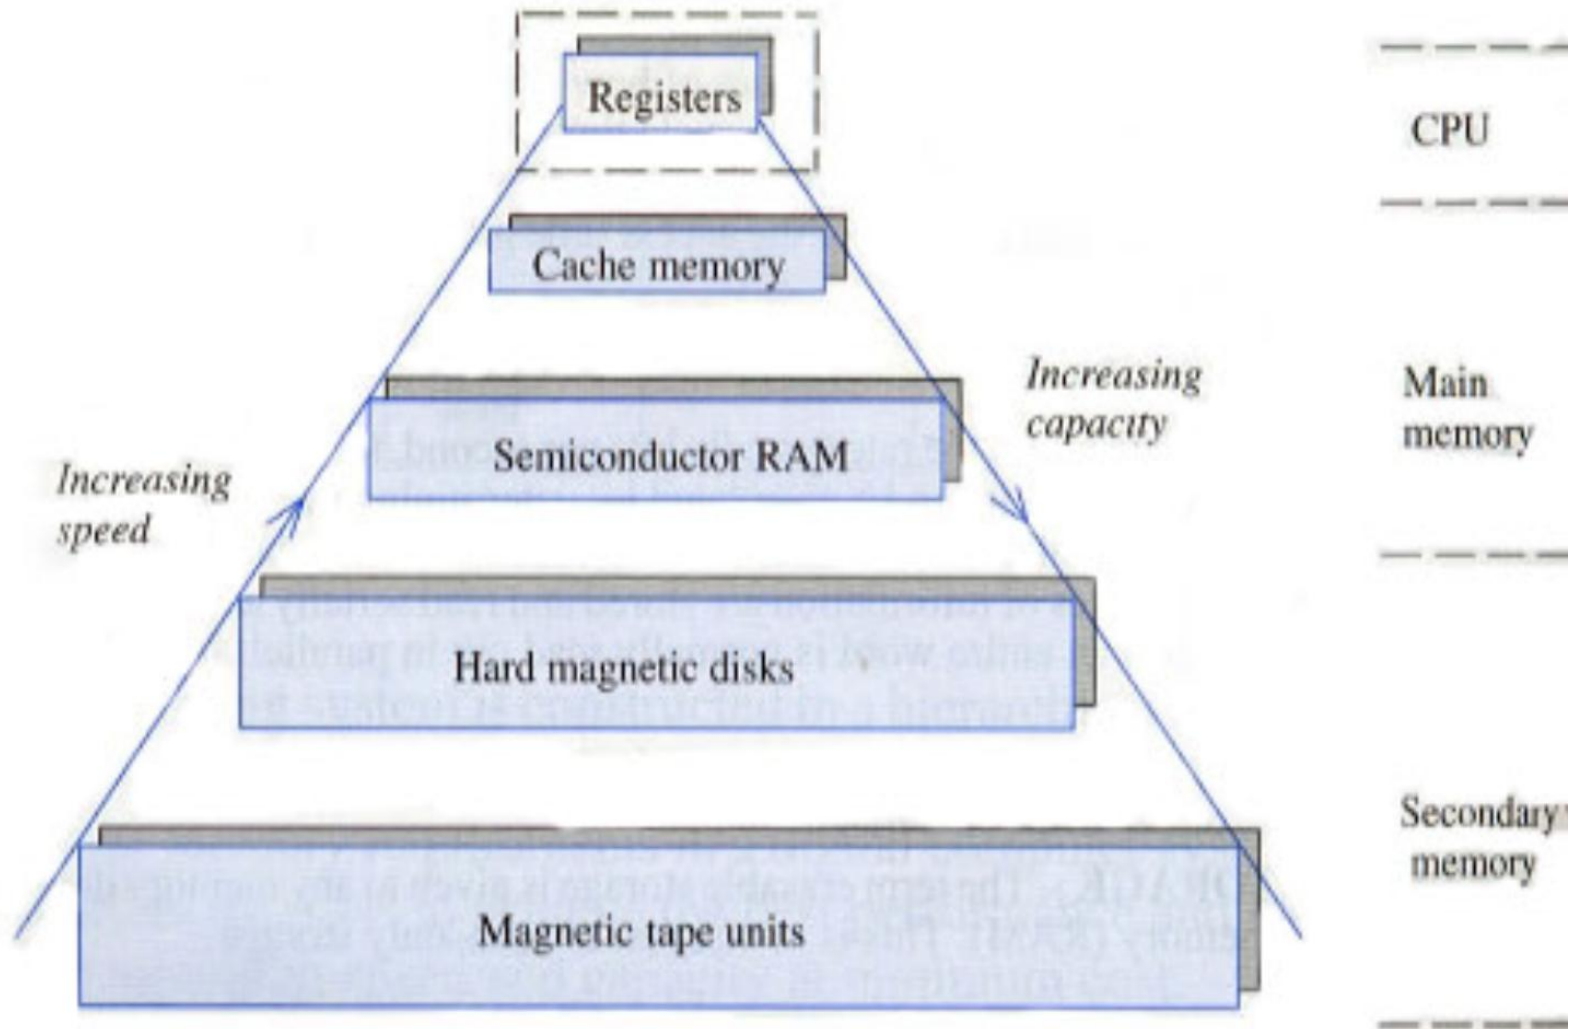 Registers
CPU
Cache memory
Increasing
capacity
Main
memory
Semiconductor RAM
Increasing
speed
Hard magnetic disks
Secondary
memory
Magnetic tape units